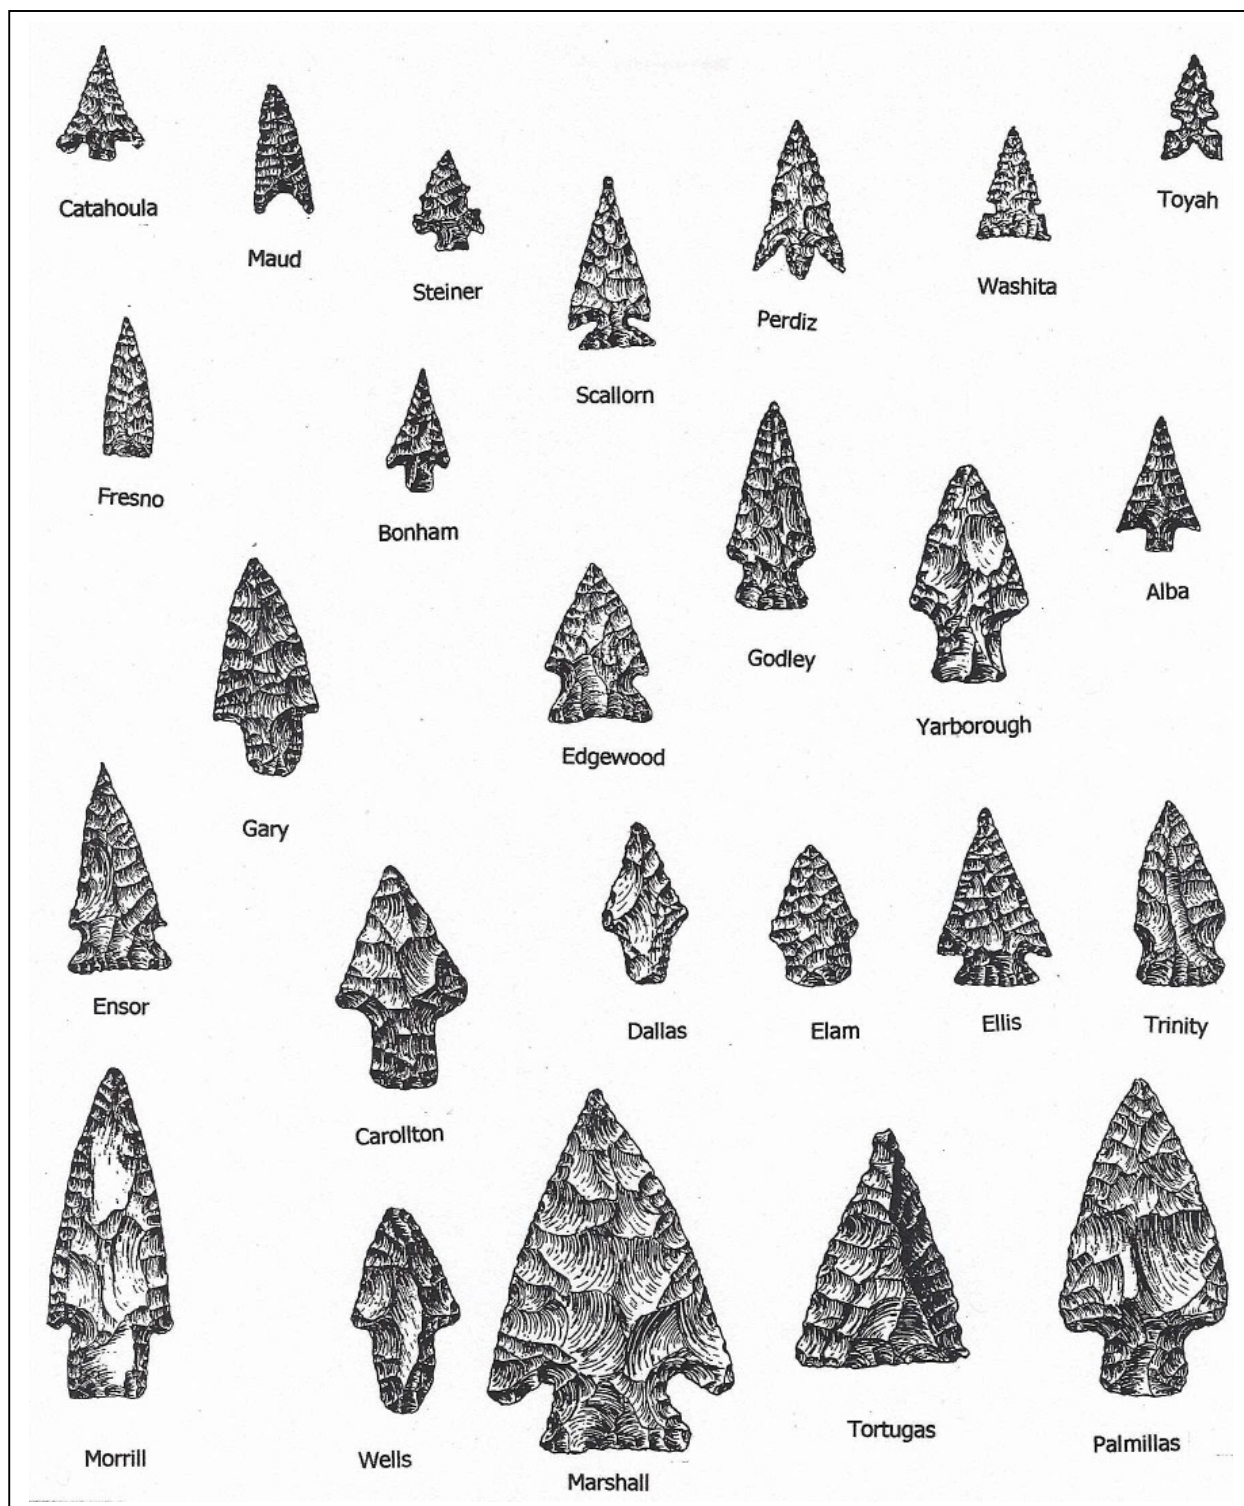 Catahoula
Maud
Steiner
Scallorn
Perdiz
Washita
Toyah
Fresno
Bonham
Godley
Yarborough
Alba
Gary
Edgewood
Ensor
Carollton
Dallas
Elam
Ellis
Trinity
Morrill
Wells
Marshall
Tortugas
Palmillas